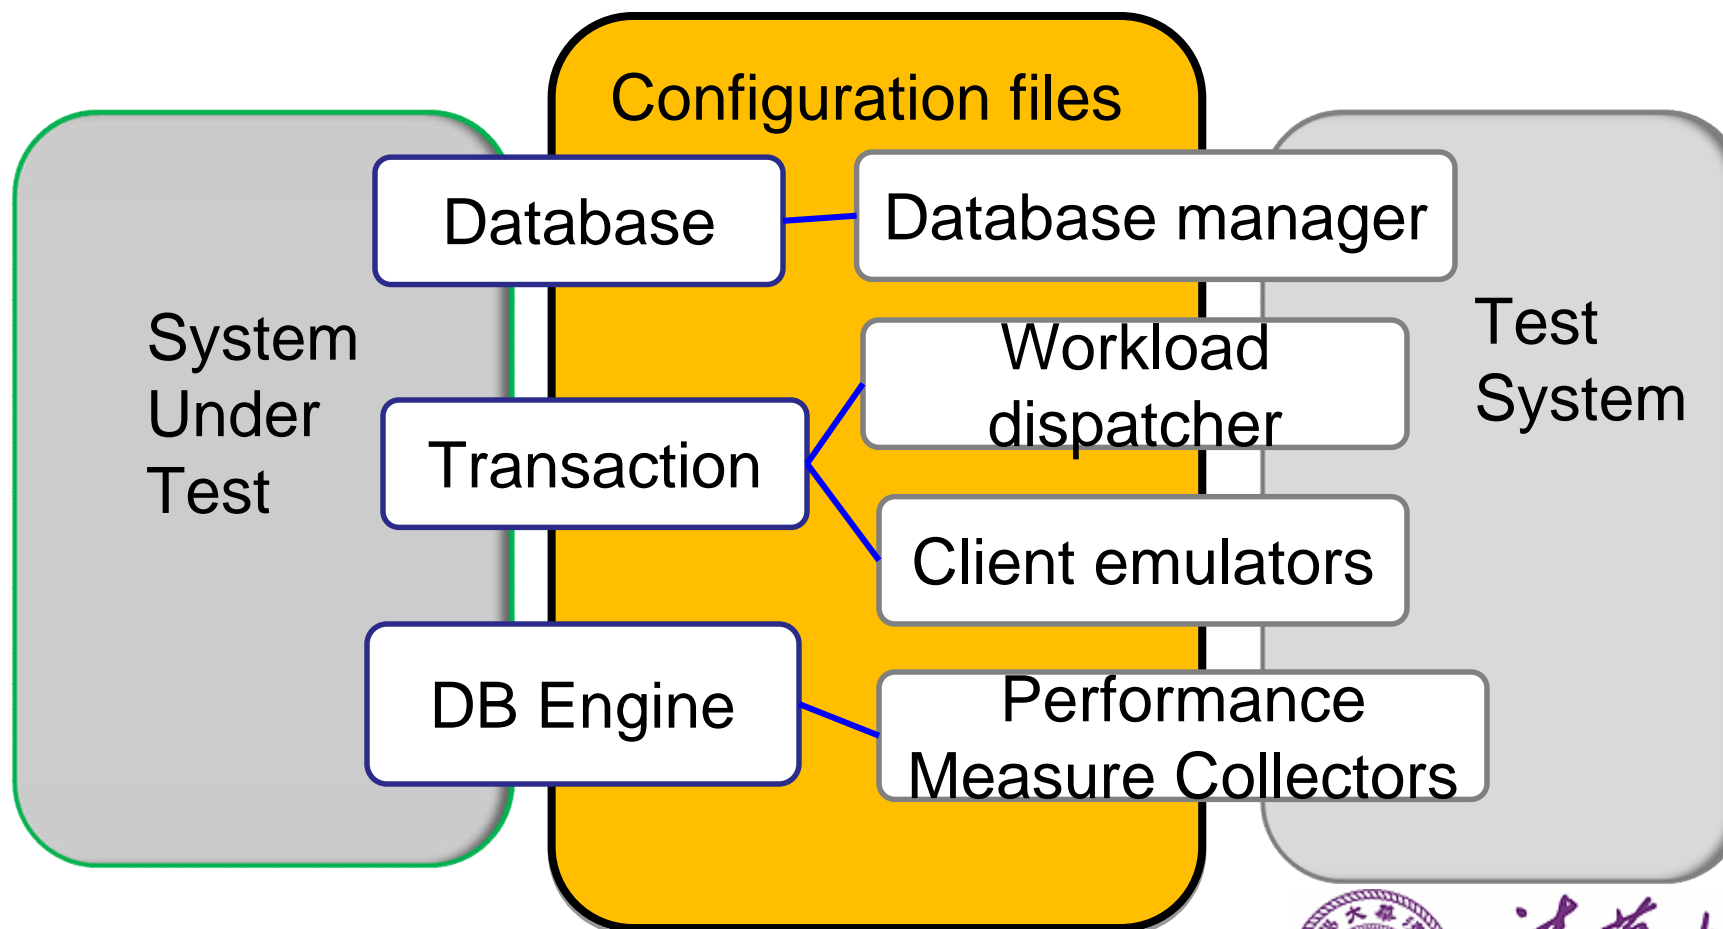 Configuration files
System
Under
Test
Database
Transaction
DB Engine
Database manager
Workload
dispatcher
Client emulators
Performance
Measure Collectors
Test
System